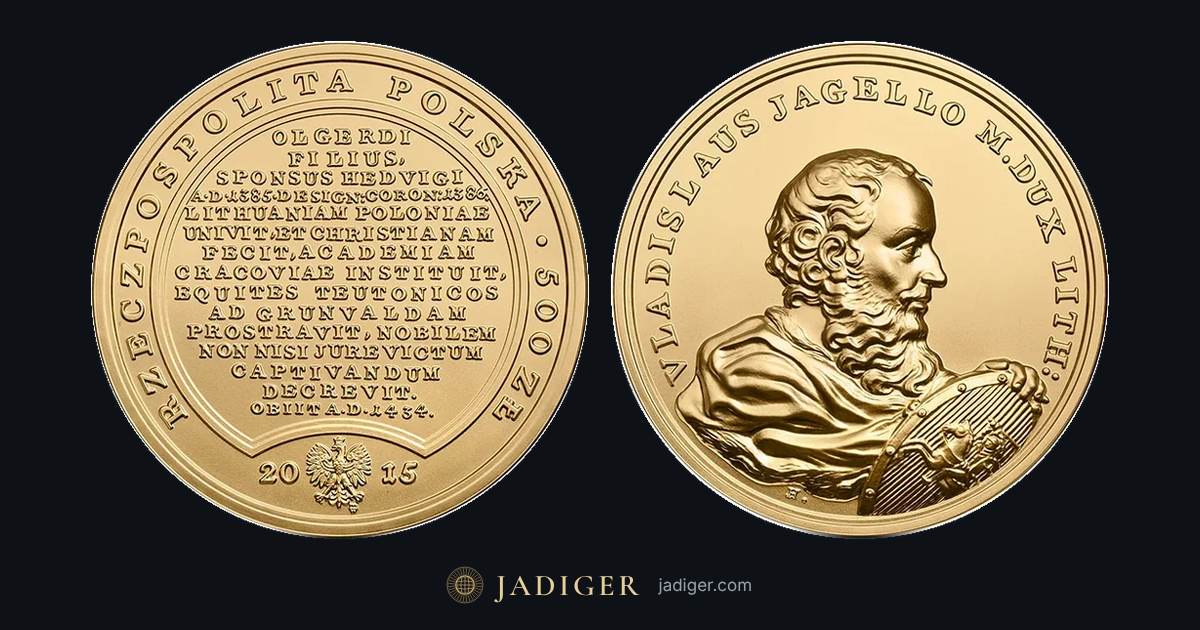 RZECZPOSPOLITA POLSKA · 500 ZŁ
OLGERDI
FILIUS,
SPONSUS HEDVIGI
A·D·1385·DESIGN:CORON:1386.
LITHUANIAM POLONIAE
UNIVIT, ET CHRISTIANAM
FECIT, ACADEMIAM
CRACOVIAE INSTITUIT,
EQUITES TEUTONICOS
AD GRUNVALDAM
PROSTRAVIT, NOBILEM
NON NISI JURE VICTUM
CAPTIVANDUM
DECREVIT.
OBIIT A.D.1434.
20 15
VLADISLAUS JAGELLO M.DUX LITH:
H.
JADIGER jadiger.com